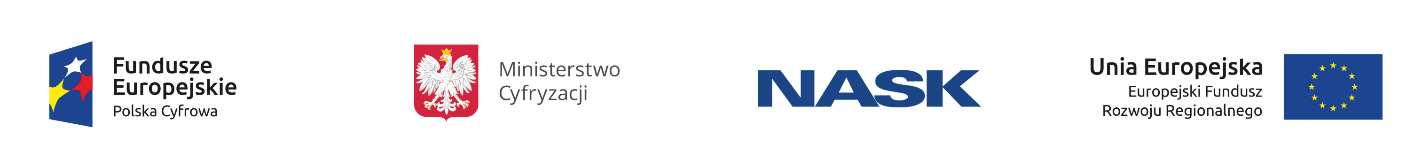 Fundusze
Europejskie
Polska Cyfrowa
Ministerstwo
Cyfryzacji
NASK
Unia Europejska
Europejski Fundusz
Rozwoju Regionalnego